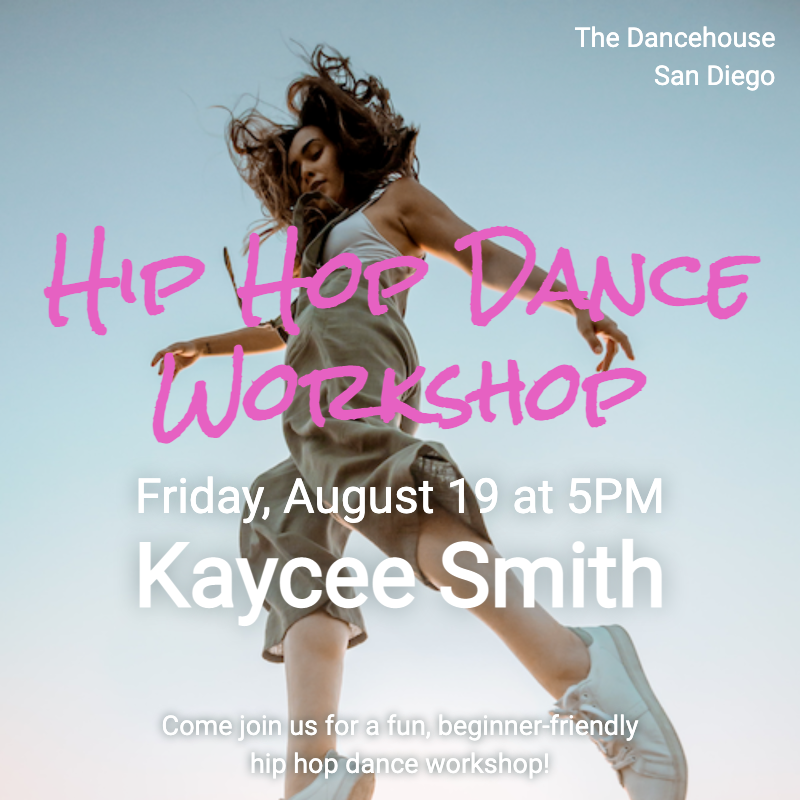 The Dancehouse
San Diego
Hip Hop Dance
Workshop
Friday, August 19 at 5PM
Kaycee Smith
Come join us for a fun, beginner-friendly
hip hop dance workshop!